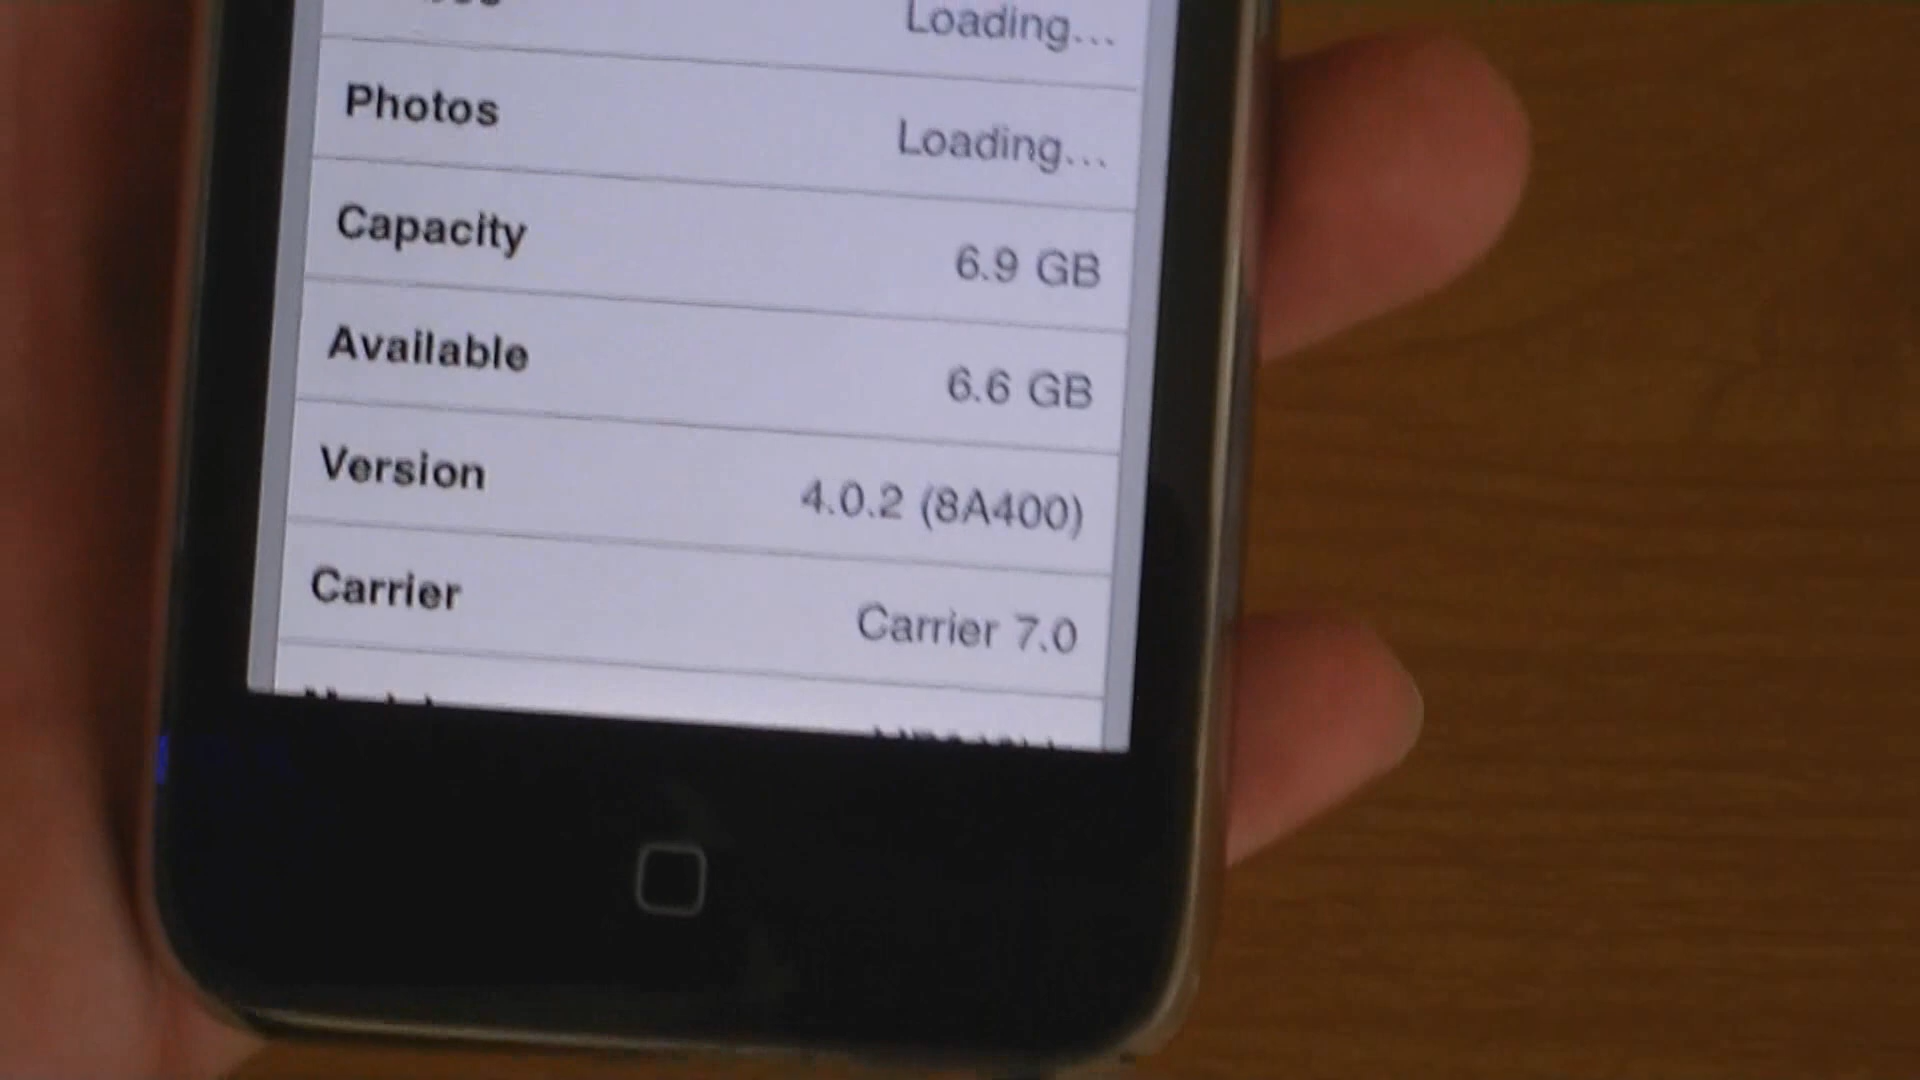 Loading...
Photos Loading...
Capacity 6.9 GB
Available 6.6 GB
Version 4.0.2 (8A400)
Carrier Carrier 7.0